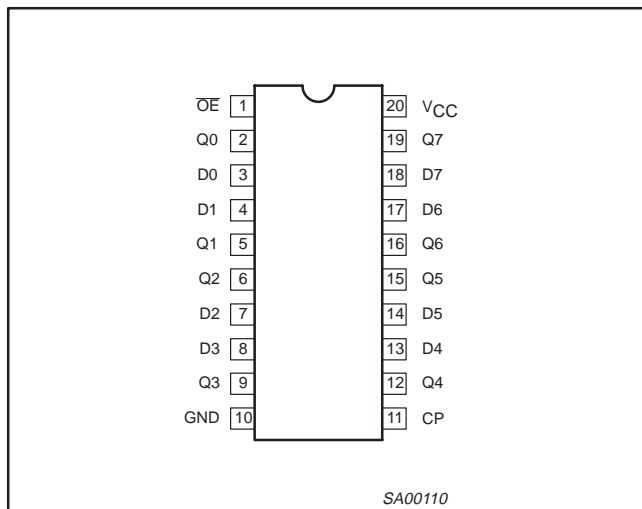 O̅E̅ 1 20 VCC
Q0 2 19 Q7
D0 3 18 D7
D1 4 17 D6
Q1 5 16 Q6
Q2 6 15 Q5
D2 7 14 D5
D3 8 13 D4
Q3 9 12 Q4
GND 10 11 CP
SA00110